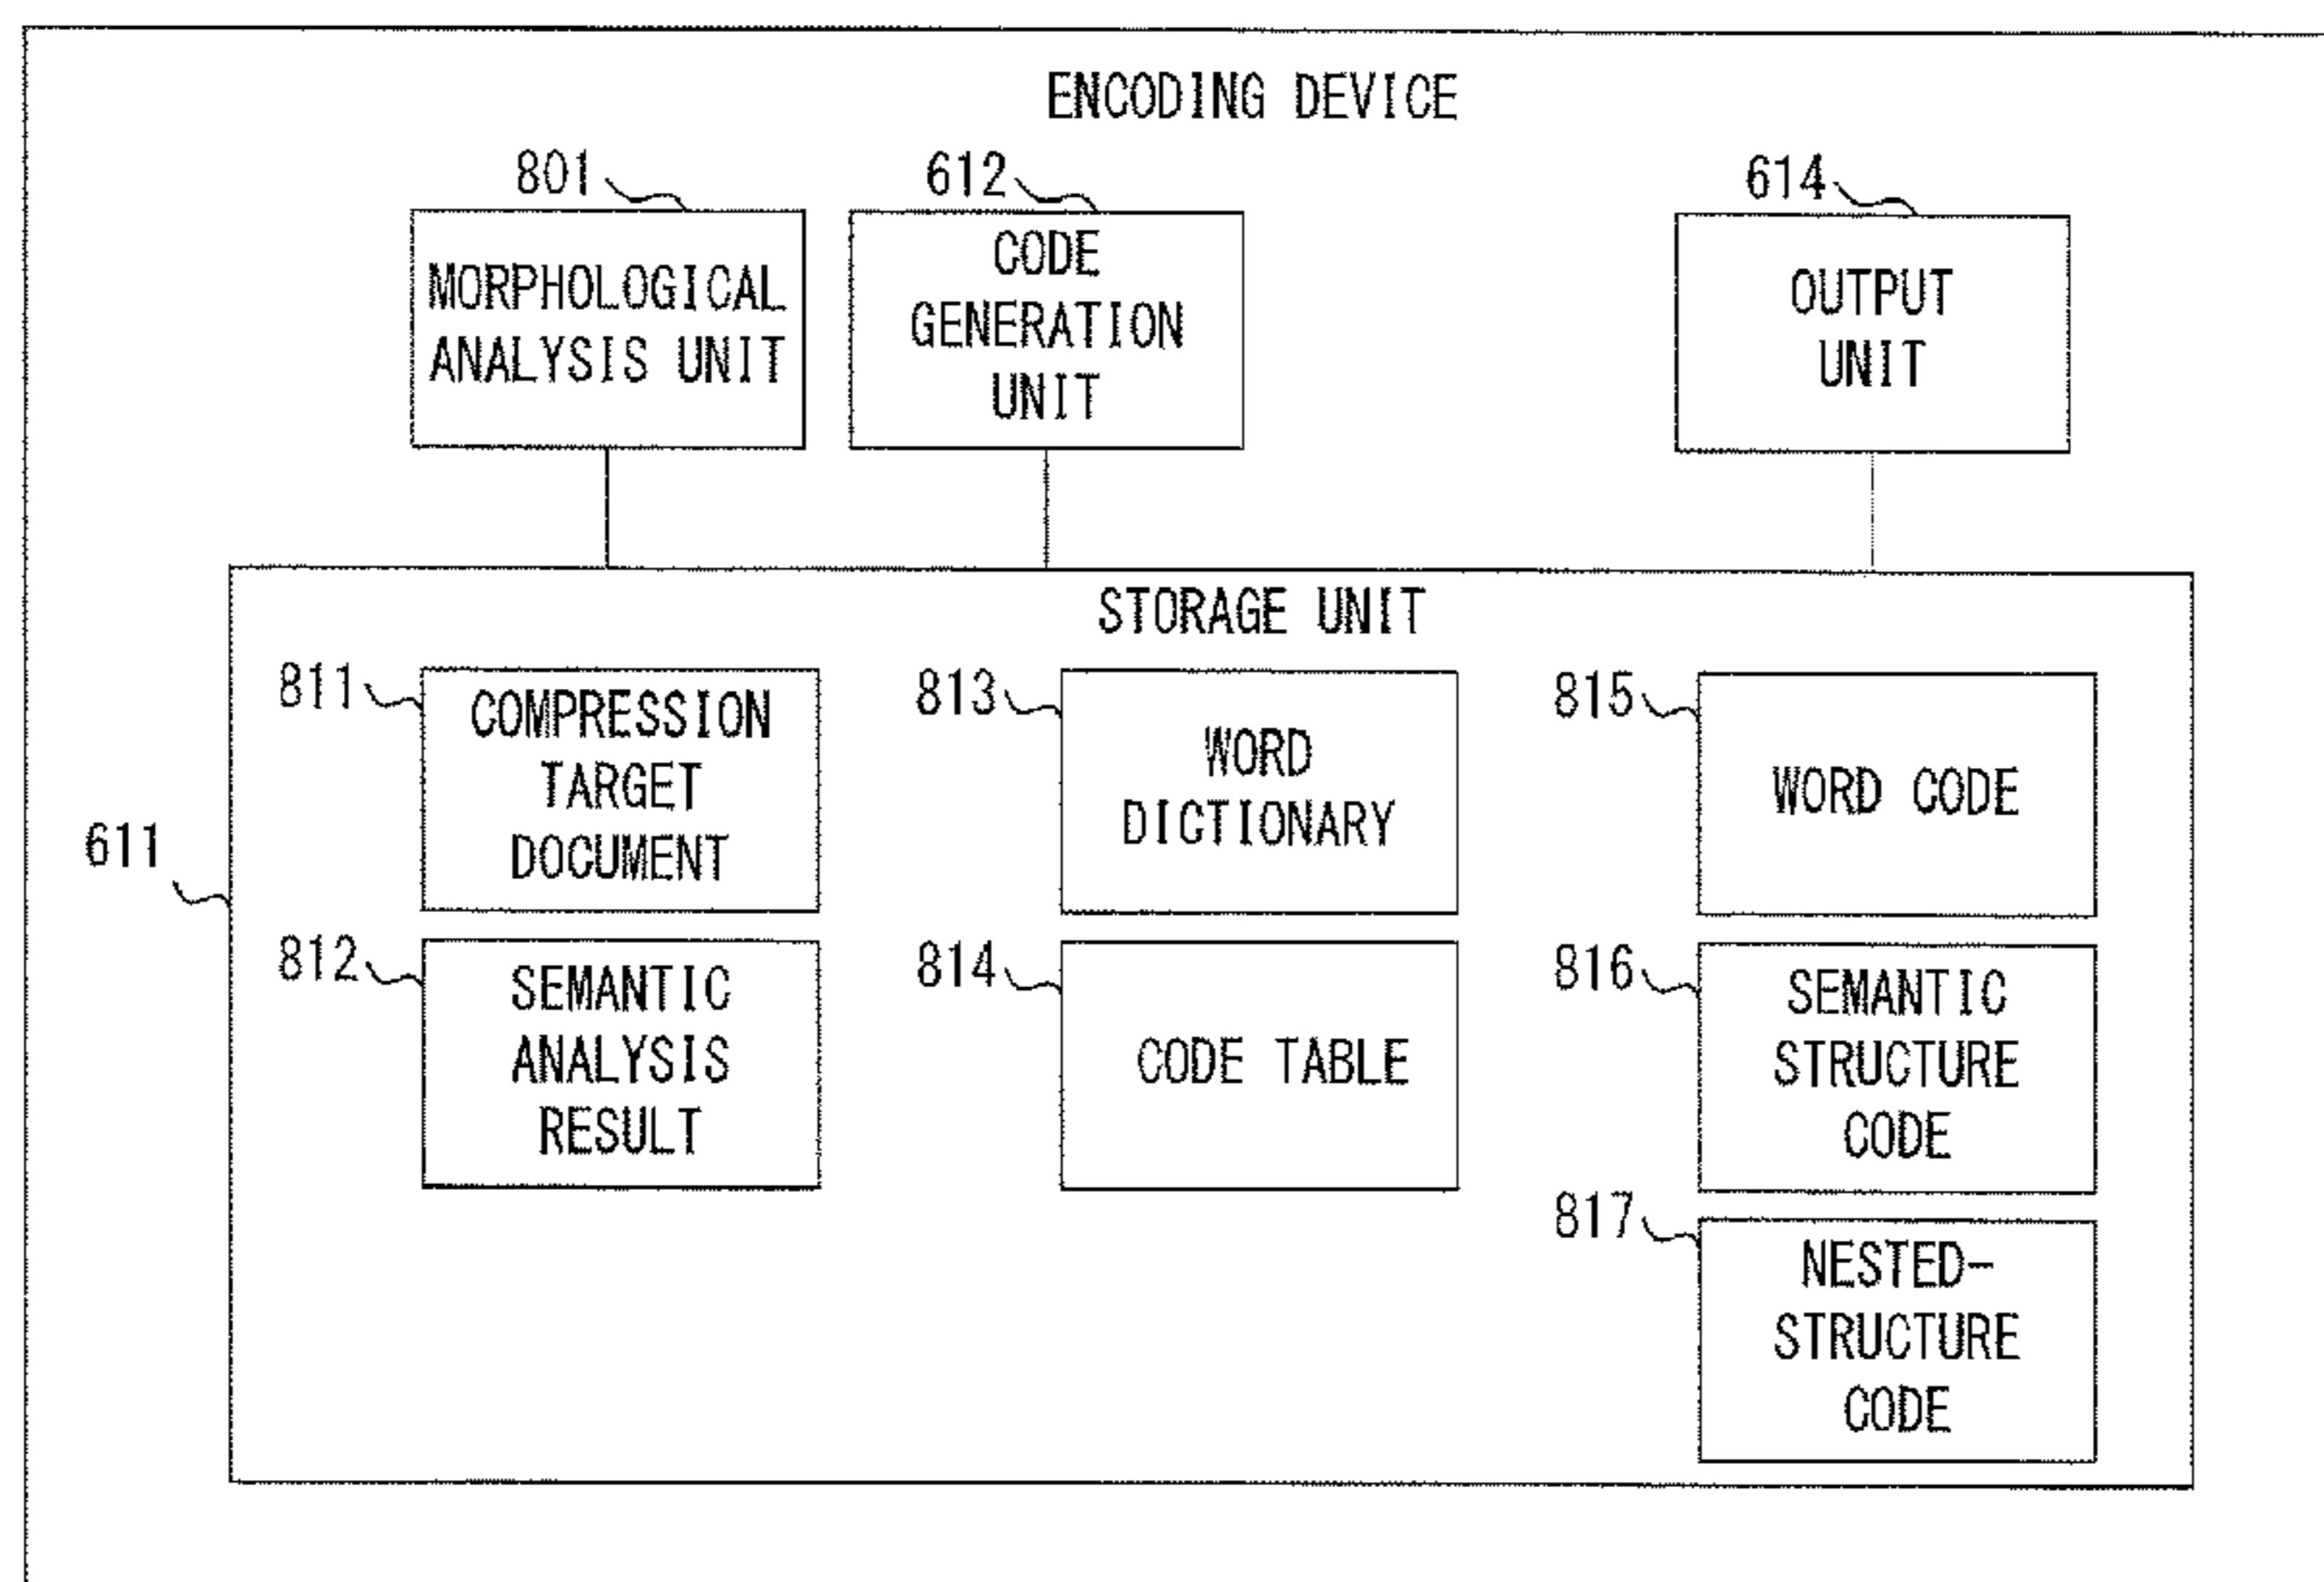 ENCODING DEVICE
801
612
614
MORPHOLOGICAL
ANALYSIS UNIT
CODE
GENERATION
UNIT
OUTPUT
UNIT
STORAGE UNIT
611
811
COMPRESSION
TARGET
DOCUMENT
813
WORD
DICTIONARY
815
WORD CODE
812
SEMANTIC
ANALYSIS
RESULT
814
CODE TABLE
816
SEMANTIC
STRUCTURE
CODE
817
NESTED-
STRUCTURE
CODE